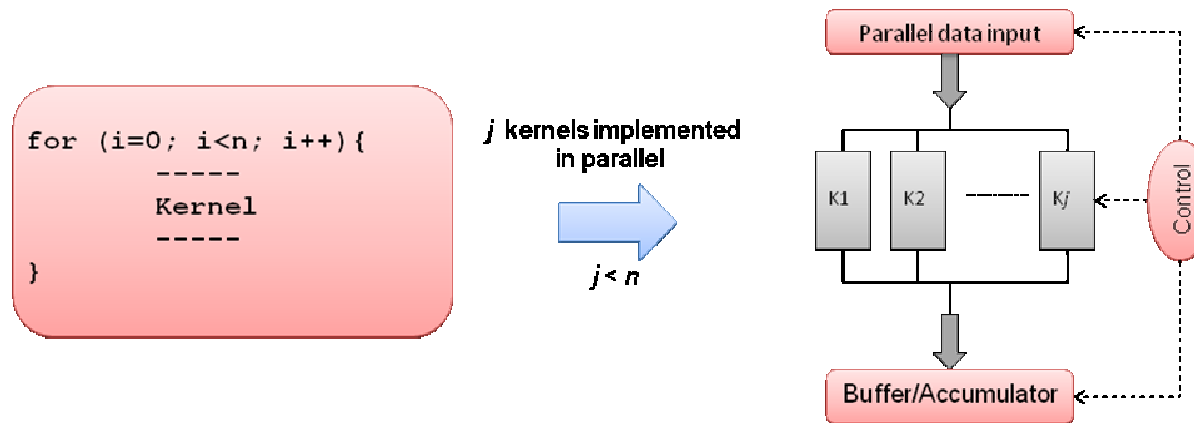 for (i=0; i<n; i++){
-----
Kernel
-----
}
j kernels implemented
in parallel
j < n
Parallel data input
K1
K2
Kj
Control
Buffer/Accumulator